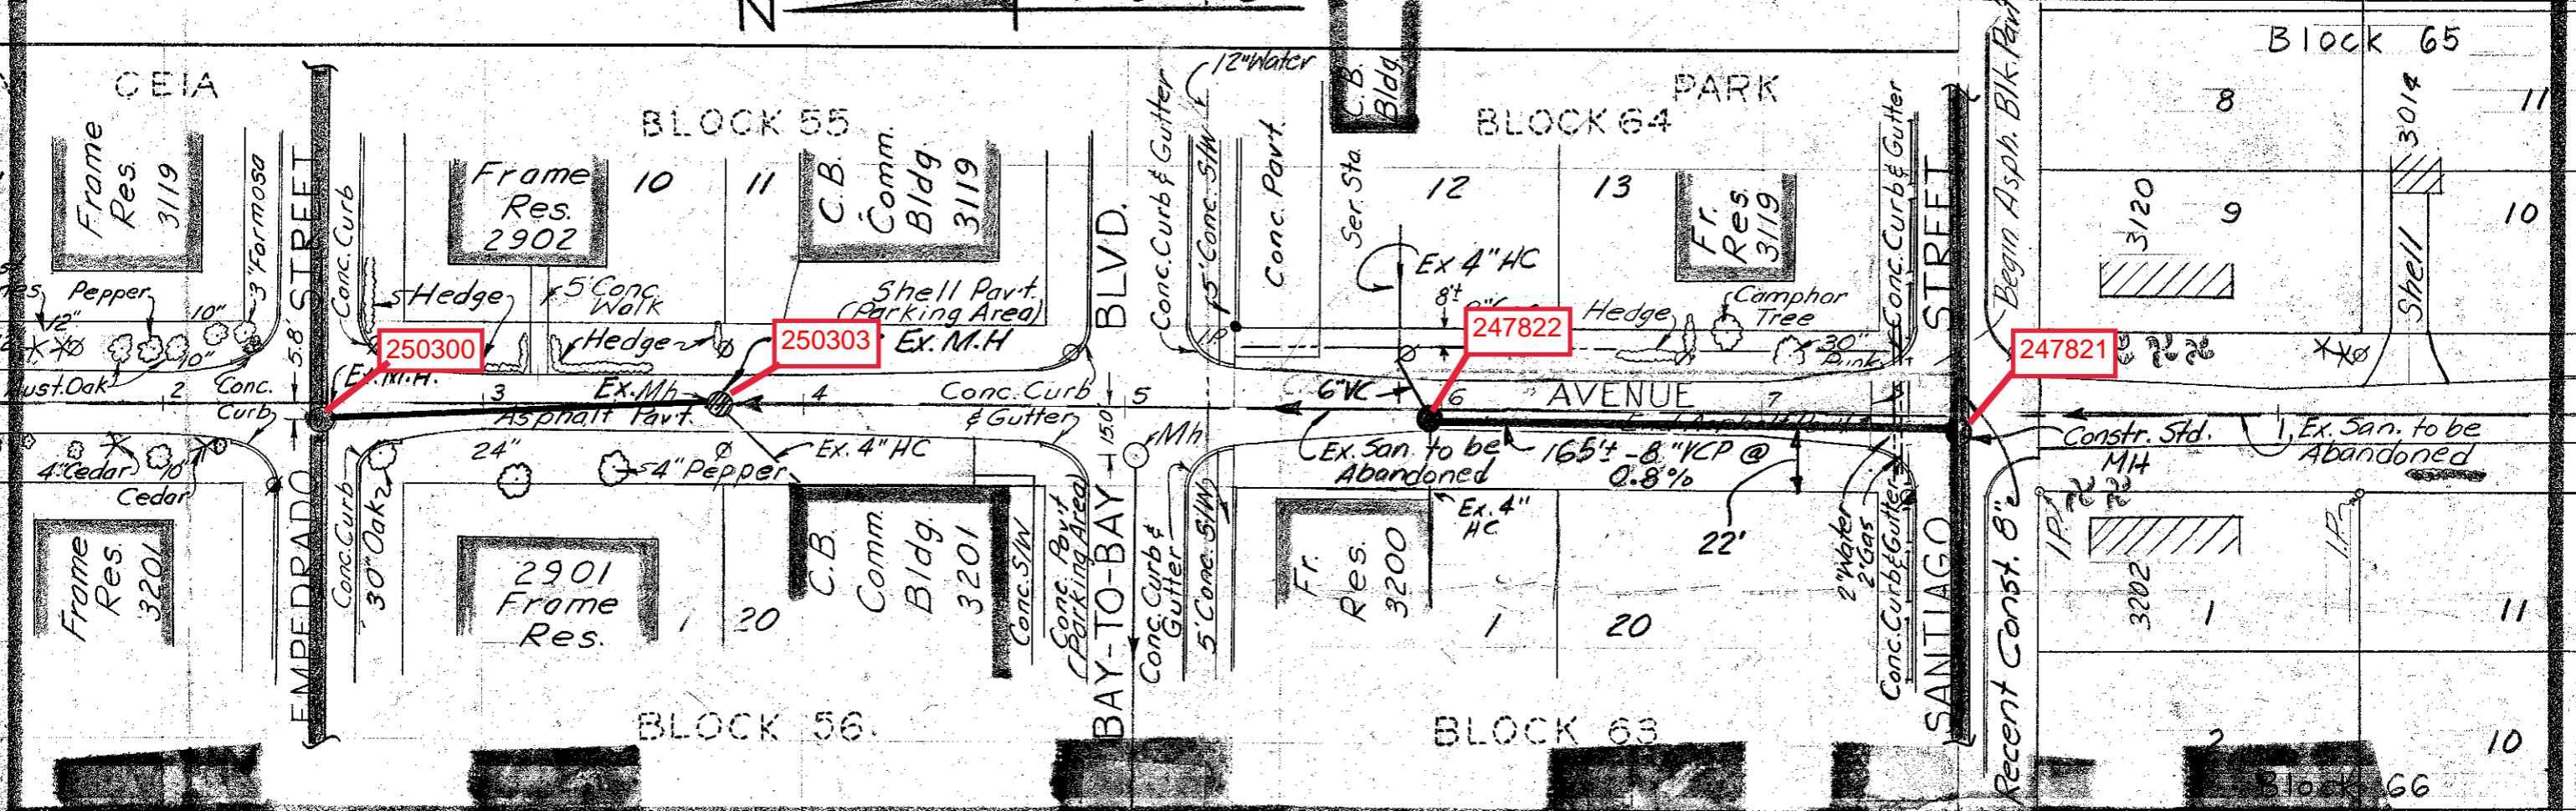 N
CEIA
Frame
Res.
3119
3"Formosa
5.8'
STREET
EMPEDRADO
Conc. Curb
BLOCK 55
Frame
Res.
2902
10
11
C.B.
Comm.
Bldg.
3119
BLVD.
BAY-TO-BAY
Conc. Curb & Gutter
12"Water
5'Conc. S/W
Conc. Pavt.
Ser. Sta.
C.B.
Bldg.
BLOCK 64
PARK
12
13
Fr.
Res.
3119
Conc. Curb & Gutter
STREET
SANTIAGO
Begin Asph. Blk. Pavt
Block 65
8
11
3014
3120
9
10
Shell
Pepper
12"
10"
10"
Hedge
5'Conc.
Walk
Hedge
Shell Pav't.
(Parking Area)
Ex. M.H
Ex 4" HC
8'±
Hedge
Camphor
Tree
30"
Punk
250300
250303
247822
247821
Aust. Oak
2
Conc.
Curb
Ex. M.H.
3
Ex. Mh
Asphalt Pavt.
4
Conc. Curb
& Gutter
5
15.0
Mh
6"VC
6
AVENUE
7
Ex. San. to be
Abandoned
165'± -8"VCP @
0.8%
22'
Constr. Std.
MH
1
Ex. San. to be
Abandoned
4"Cedar
10"
Cedar
24"
4"Pepper
Ex. 4" HC
Ex. 4"
HC
Frame
Res.
3201
Conc. Curb
30"Oak
2901
Frame
Res.
1
20
C.B.
Comm.
Bldg.
3201
Conc. S/W
Conc. Pav't
(Parking Area)
Conc. Curb &
Gutter
5'Conc. S/W
Fr.
Res.
3200
1
20
2"Water
2"Gas
Conc. Curb & Gutter
Recent Const. 8"
I.P.
I.P.
3202
1
11
BLOCK 56.
BLOCK 63
2
10
Block 66